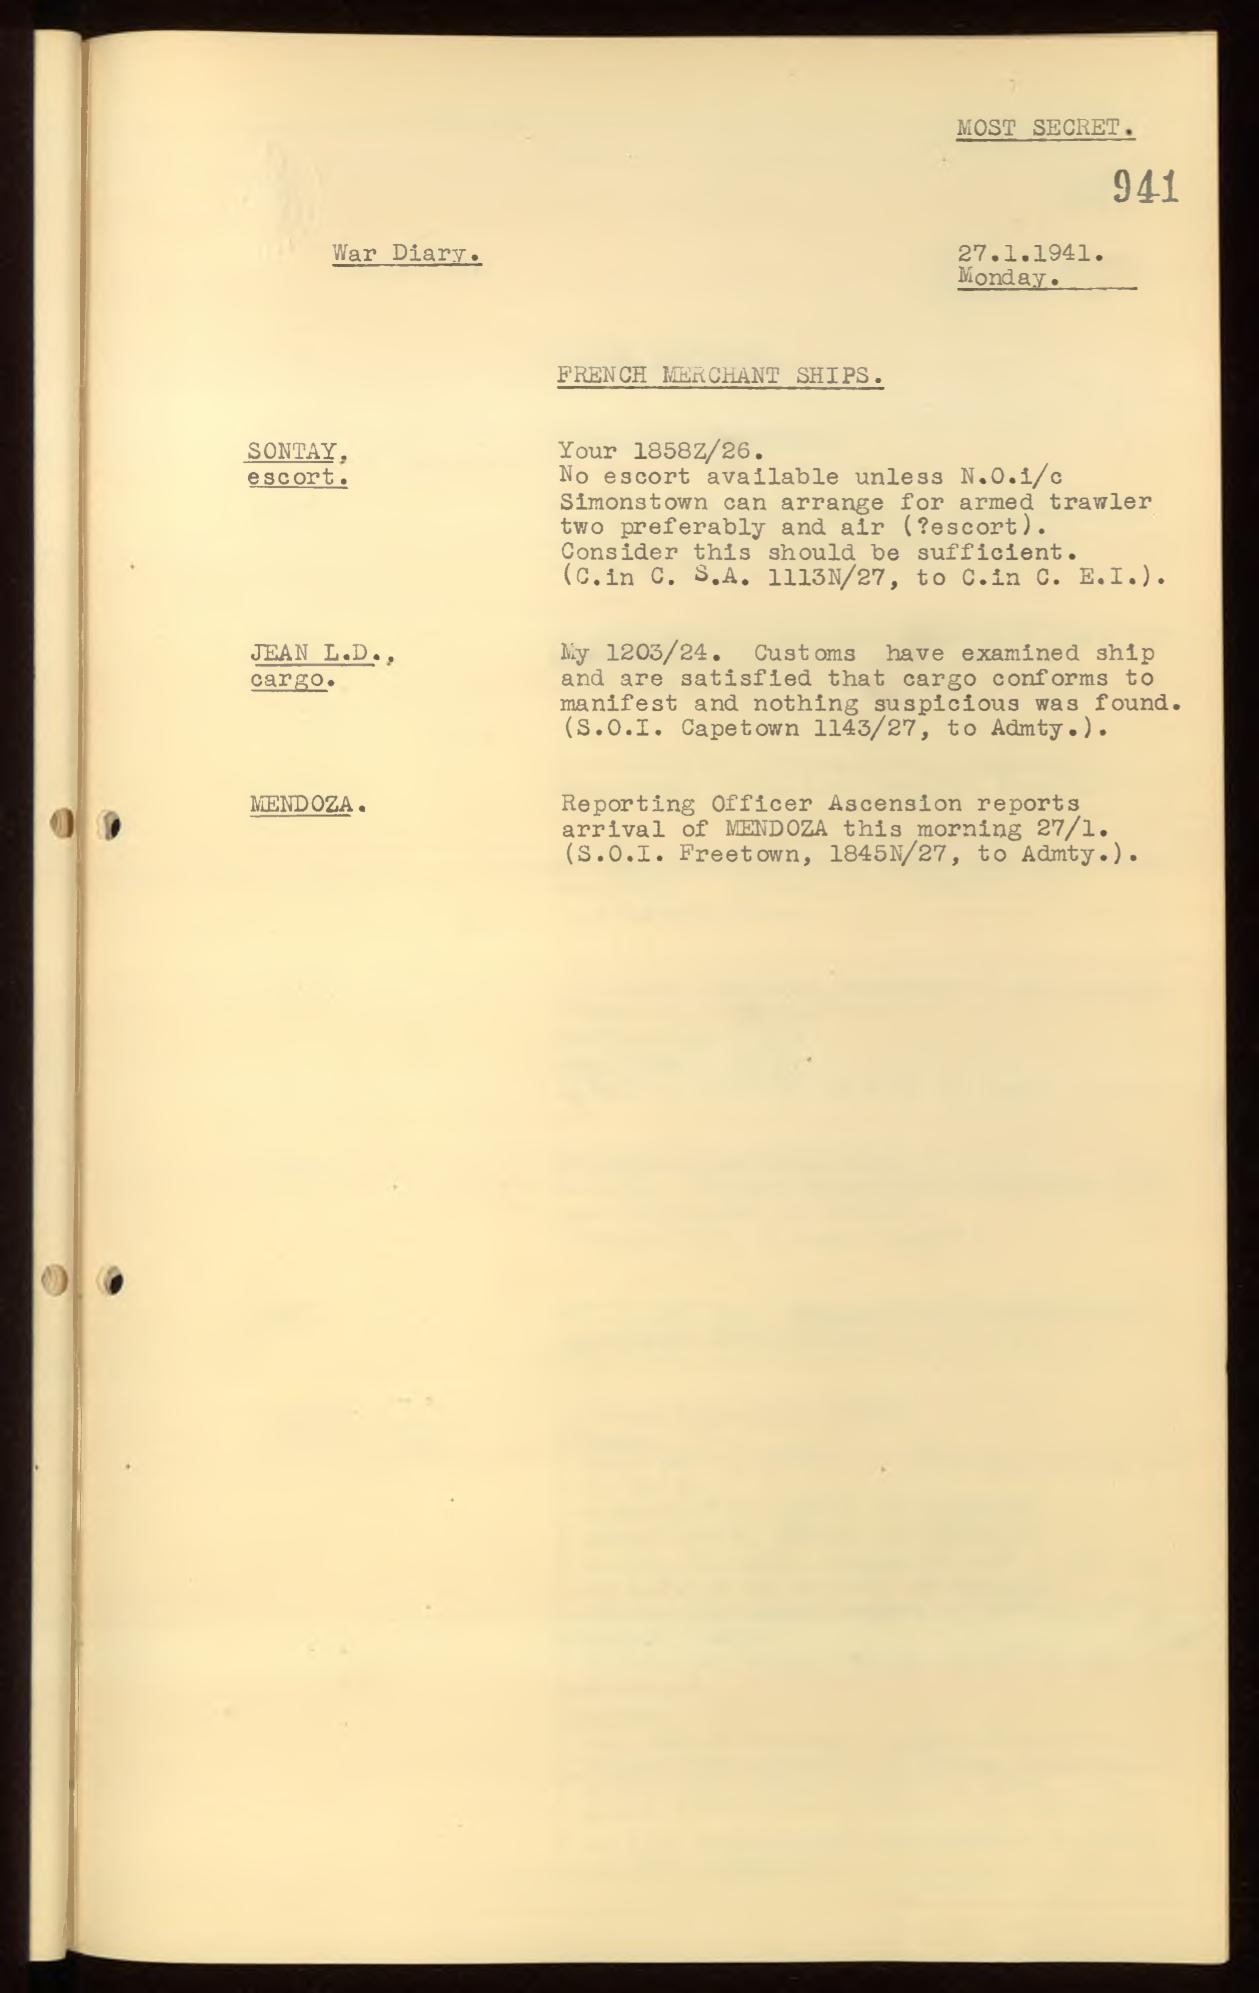 MOST SECRET.
941
War Diary.
27.1.1941.
Monday.
FRENCH MERCHANT SHIPS.
SONTAY,
escort.
Your 1858Z/26.
No escort available unless N.O.i/c
Simonstown can arrange for armed trawler
two preferably and air (?escort).
Consider this should be sufficient.
(C.in C. S.A. 1113N/27, to C.in C. E.I.).
JEAN L.D.,
cargo.
My 1203/24. Customs have examined ship
and are satisfied that cargo conforms to
manifest and nothing suspicious was found.
(S.O.I. Capetown 1143/27, to Admty.).
MENDOZA.
Reporting Officer Ascension reports
arrival of MENDOZA this morning 27/1.
(S.O.I. Freetown, 1845N/27, to Admty.).